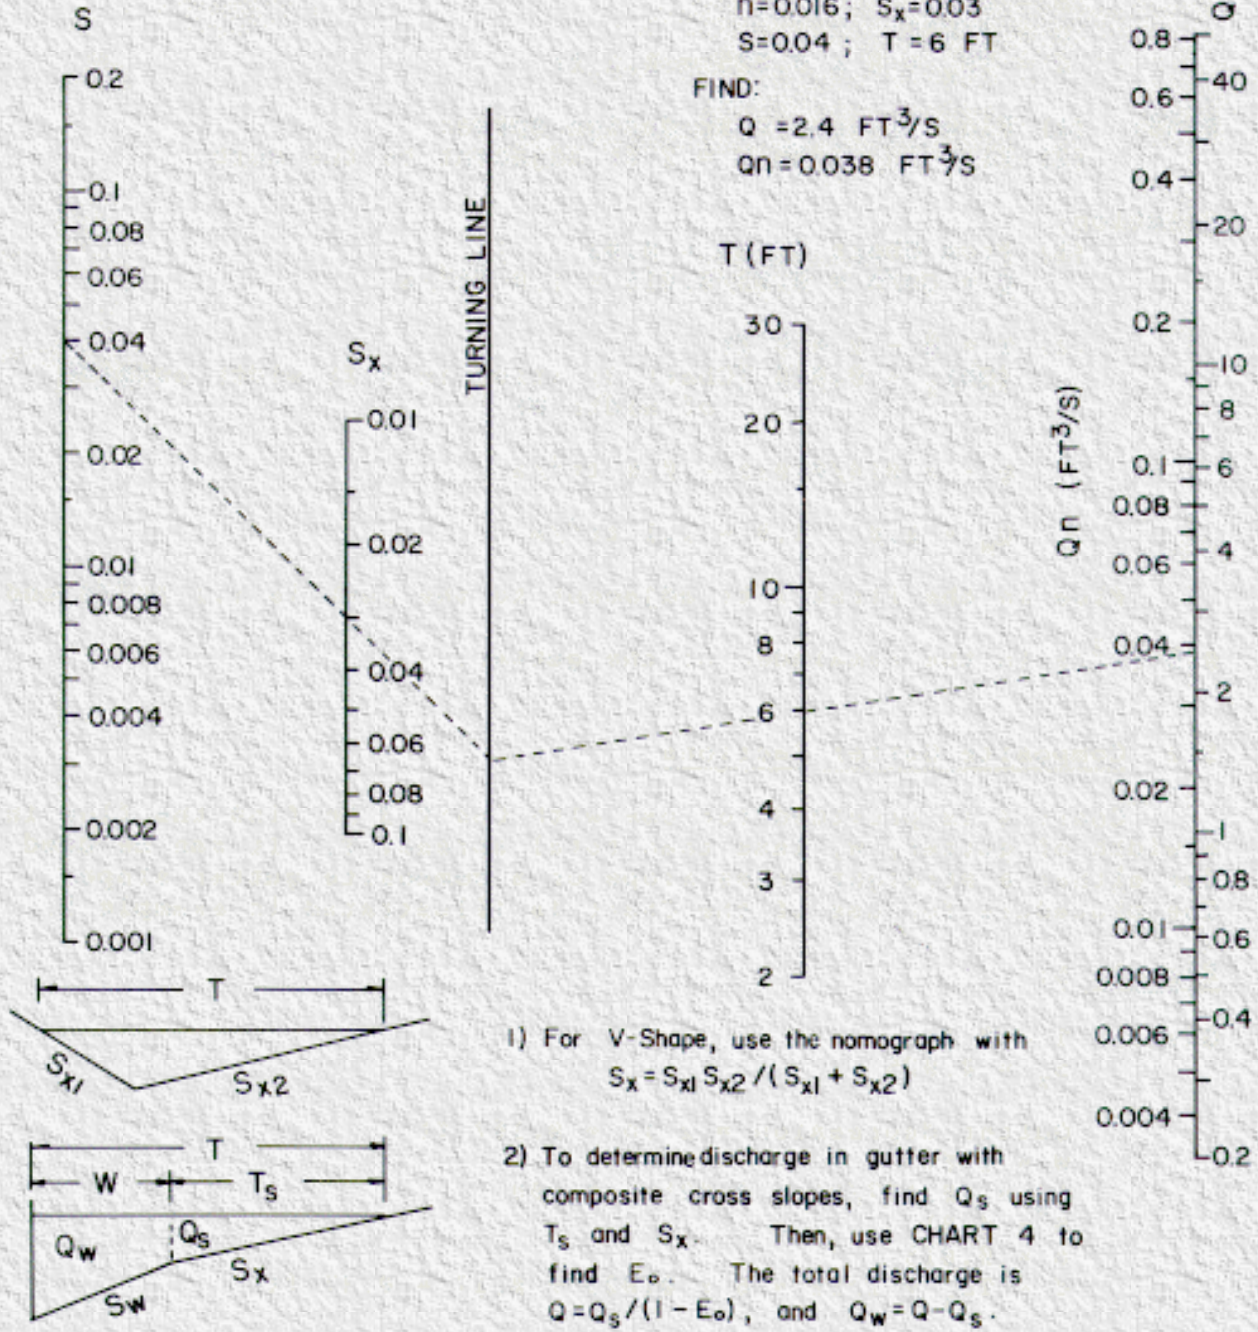 n=0.016; Sx=0.03
S=0.04; T=6 FT
FIND:
Q=2.4 FT³/S
Qn=0.038 FT³/S
S
0.2
0.1
0.08
0.06
0.04
0.02
0.01
0.008
0.006
0.004
0.002
0.001
Sx
0.01
0.02
0.04
0.06
0.08
0.1
TURNING LINE
T (FT)
30
20
10
8
6
4
3
2
Qn (FT³/S)
0.8
0.6
0.4
0.2
0.1
0.08
0.06
0.04
0.02
0.01
0.008
0.006
0.004
Q
40
20
10
8
6
4
2
1
0.8
0.6
0.4
0.2
T
Sx1
Sx2
T
W
Ts
Qw
Qs
Sw
Sx
1) For V-Shape, use the nomograph with
Sx = Sx1 Sx2 /(Sx1 + Sx2)
2) To determine discharge in gutter with
composite cross slopes, find Qs using
Ts and Sx. Then, use CHART 4 to
find Eo. The total discharge is
Q = Qs/(1 - Eo), and Qw = Q-Qs.